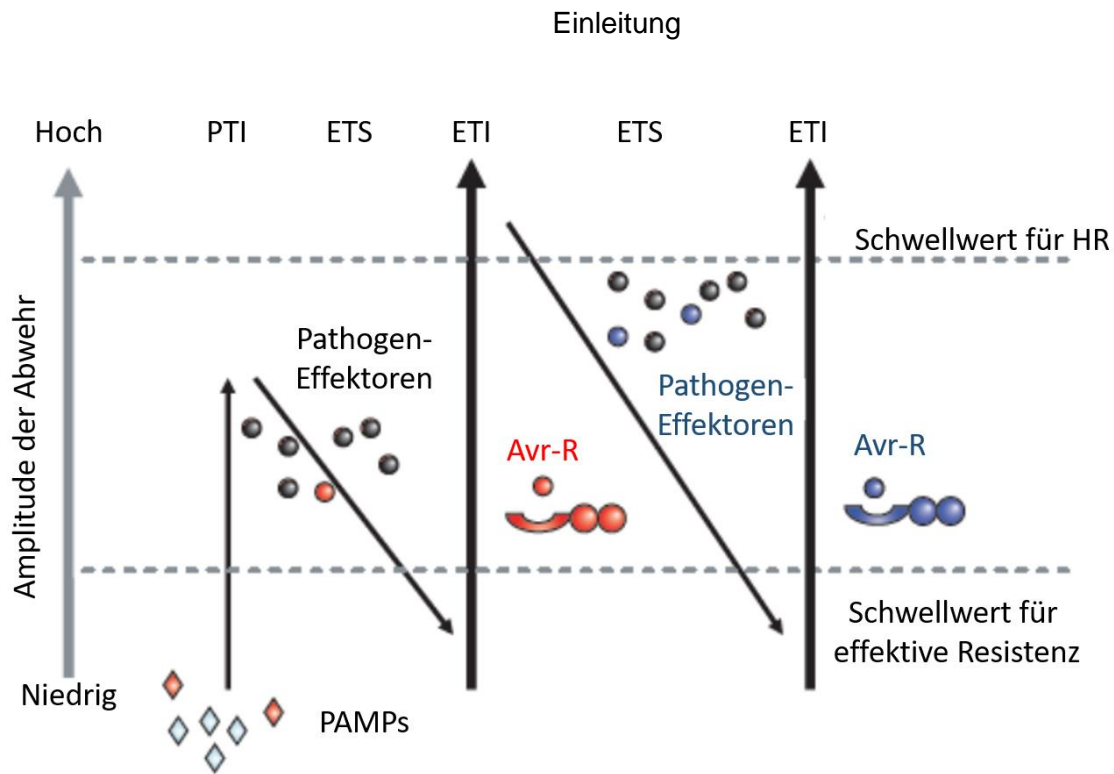 Einleitung
Hoch
PTI
ETS
ETI
ETS
ETI
Schwellwert für HR
Amplitude der Abwehr
Pathogen-
Effektoren
Pathogen-
Effektoren
Avr-R
Avr-R
Schwellwert für
effektive Resistenz
Niedrig
PAMPs